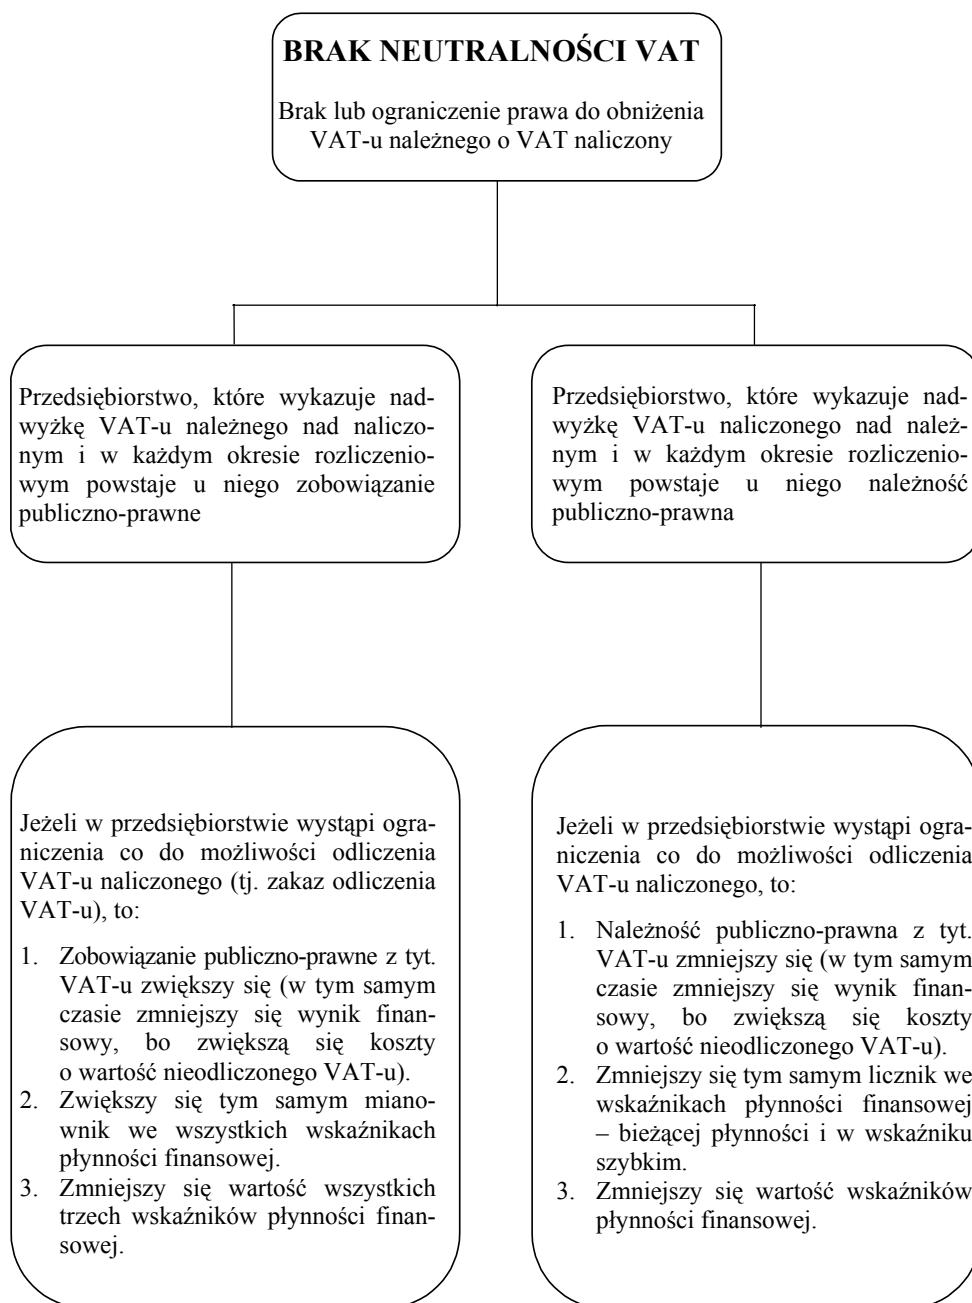 BRAK NEUTRALNOŚCI VAT
Brak lub ograniczenie prawa do obniżenia
VAT-u należnego o VAT naliczony
Przedsiębiorstwo, które wykazuje nad-
wyżkę VAT-u należnego nad naliczo-
nym i w każdym okresie rozliczenio-
wym powstaje u niego zobowiązanie
publiczno-prawne
Przedsiębiorstwo, które wykazuje nad-
wyżkę VAT-u naliczonego nad należ-
nym i w każdym okresie rozliczenio-
wym powstaje u niego należność
publiczno-prawna
Jeżeli w przedsiębiorstwie wystąpi ogra-
niczenia co do możliwości odliczenia
VAT-u naliczonego (tj. zakaz odliczenia
VAT-u), to:
1. Zobowiązanie publiczno-prawne z tyt.
VAT-u zwiększy się (w tym samym
czasie zmniejszy się wynik finan-
sowy, bo zwiększą się koszty
o wartość nieodliczonego VAT-u).
2. Zwiększy się tym samym miano-
wnik we wszystkich wskaźnikach
płynności finansowej.
3. Zmniejszy się wartość wszystkich
trzech wskaźników płynności finan-
sowej.
Jeżeli w przedsiębiorstwie wystąpi ogra-
niczenia co do możliwości odliczenia
VAT-u naliczonego, to:
1. Należność publiczno-prawna z tyt.
VAT-u zmniejszy się (w tym samym
czasie zmniejszy się wynik finan-
sowy, bo zwiększą się koszty
o wartość nieodliczonego VAT-u).
2. Zmniejszy się tym samym licznik we
wskaźnikach płynności finansowej
– bieżącej płynności i w wskaźniku
szybkim.
3. Zmniejszy się wartość wskaźników
płynności finansowej.